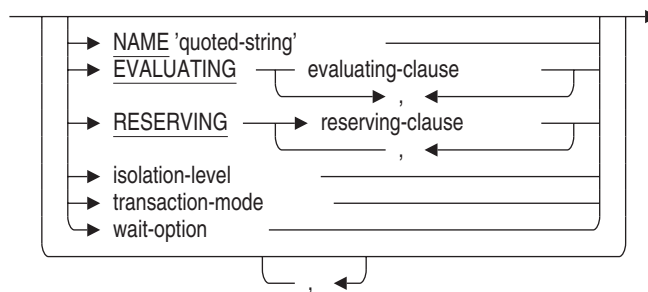 NAME 'quoted-string'
EVALUATING evaluating-clause
,
RESERVING reserving-clause
,
isolation-level
transaction-mode
wait-option
,